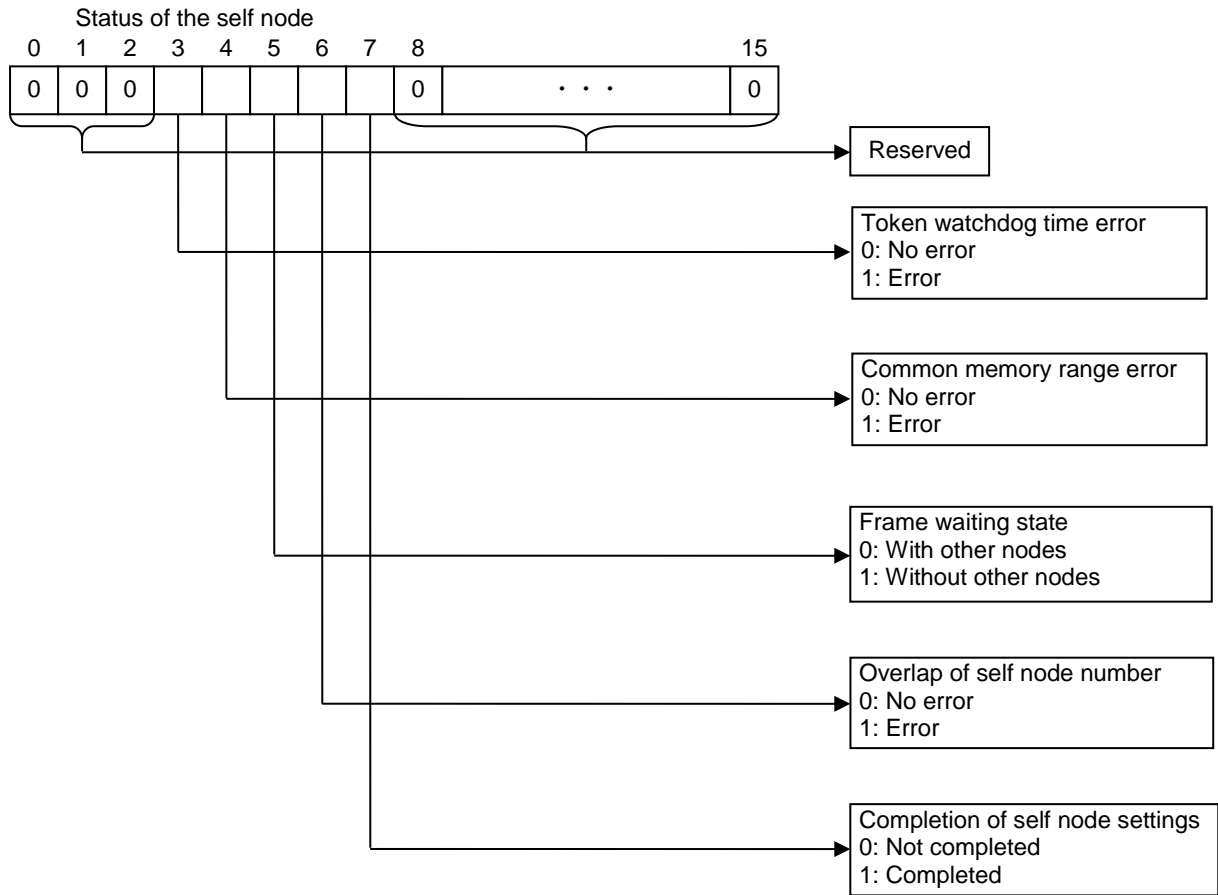 Status of the self node
0 1 2 3 4 5 6 7 8 15
0 0 0 0 ・・・ 0
Reserved
Token watchdog time error
0: No error
1: Error
Common memory range error
0: No error
1: Error
Frame waiting state
0: With other nodes
1: Without other nodes
Overlap of self node number
0: No error
1: Error
Completion of self node settings
0: Not completed
1: Completed